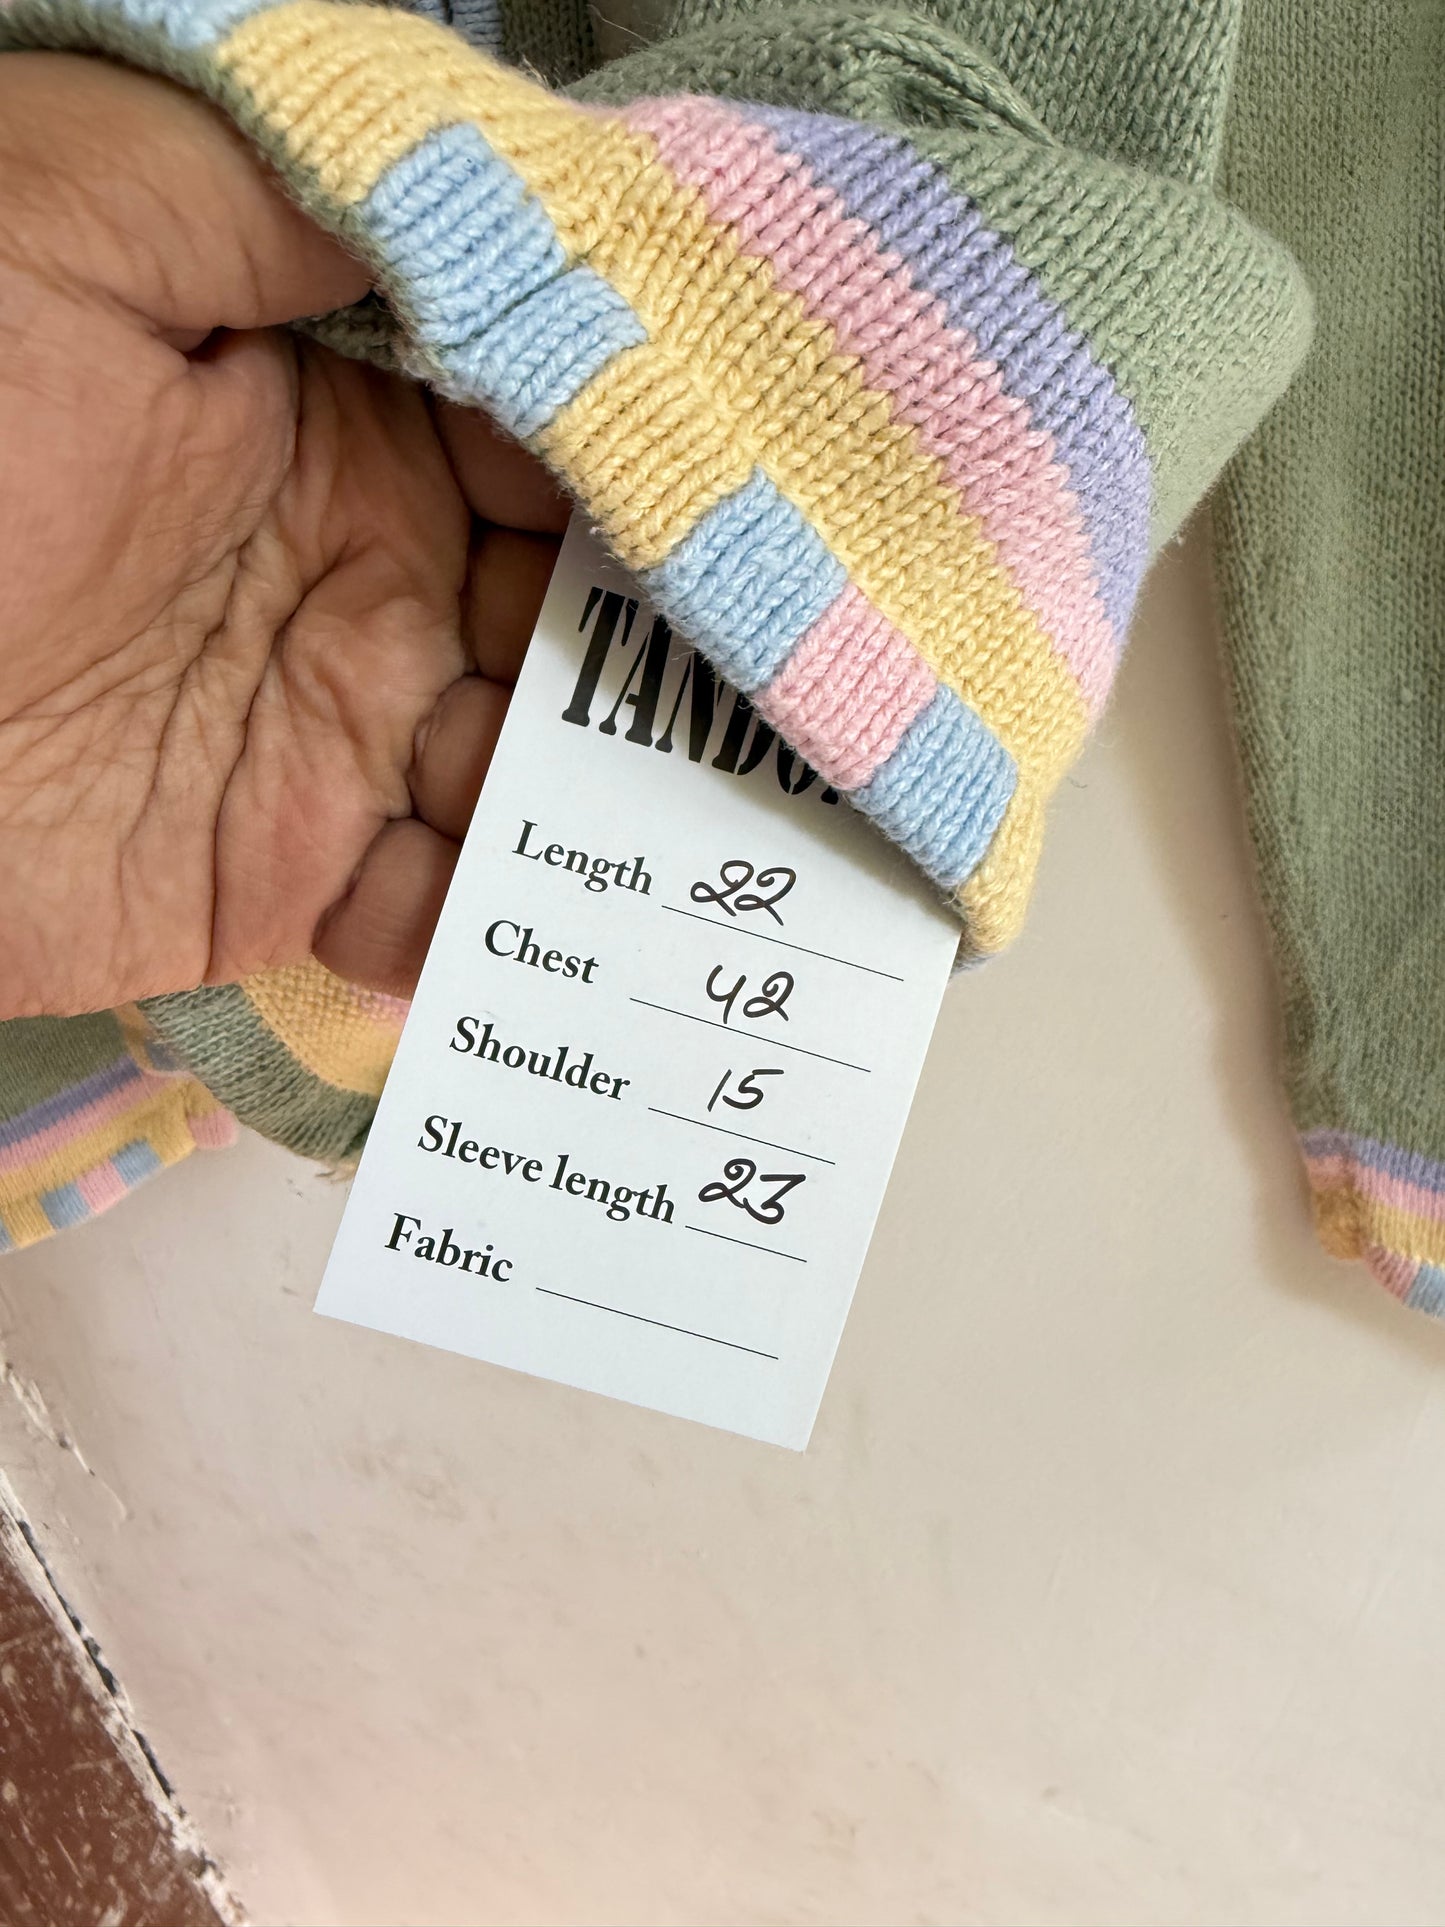 Length 22
Chest 42
Shoulder 15
Sleeve length 23
Fabric